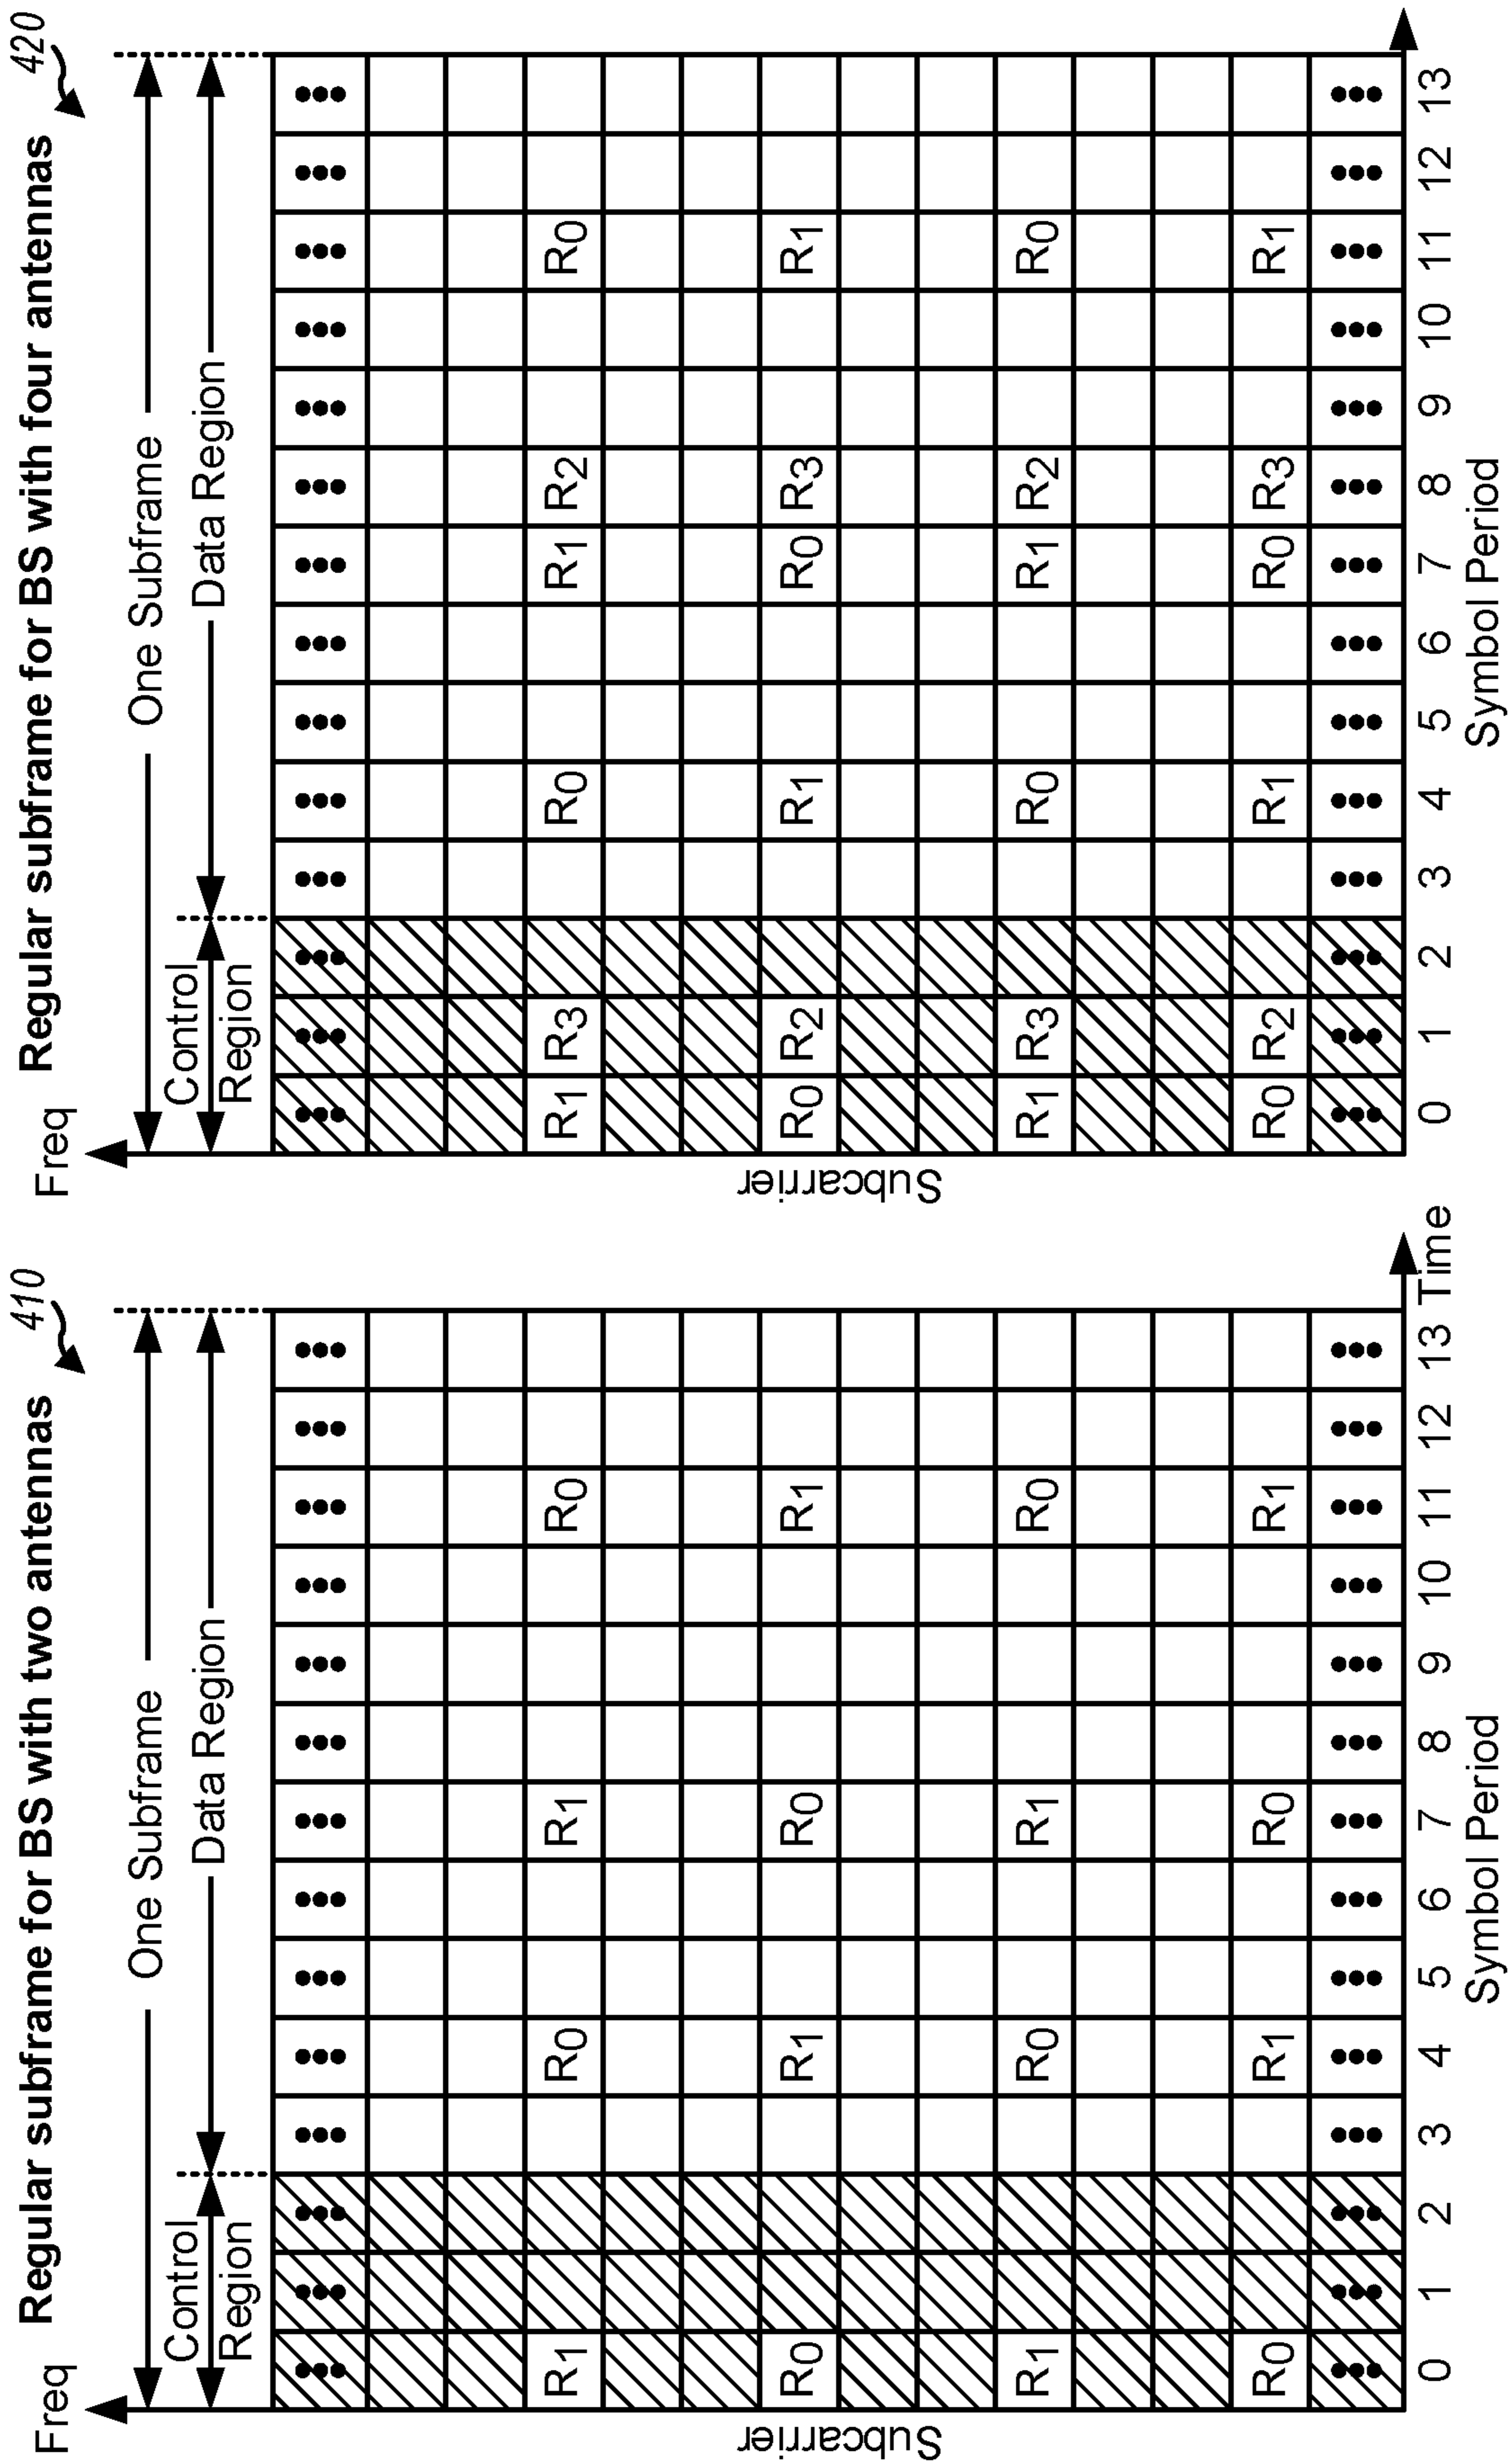 Regular subframe for BS with two antennas
410
Freq
One Subframe
Control
Region
Data Region
Subcarrier
••• ••• ••• ••• ••• ••• ••• ••• ••• ••• ••• ••• ••• •••
R1 R0 R1 R0
R0 R1 R0 R1
R1 R0 R1 R0
R0 R1 R0 R1
••• ••• ••• ••• ••• ••• ••• ••• ••• ••• ••• ••• ••• •••
0 1 2 3 4 5 6 7 8 9 10 11 12 13 Time
Symbol Period
Regular subframe for BS with four antennas
420
Freq
One Subframe
Control
Region
Data Region
Subcarrier
••• ••• ••• ••• ••• ••• ••• ••• ••• ••• ••• ••• ••• •••
R1 R3 R0 R1 R2 R0
R0 R2 R1 R0 R3 R1
R1 R3 R0 R1 R2 R0
R0 R2 R1 R0 R3 R1
••• ••• ••• ••• ••• ••• ••• ••• ••• ••• ••• ••• ••• •••
0 1 2 3 4 5 6 7 8 9 10 11 12 13
Symbol Period